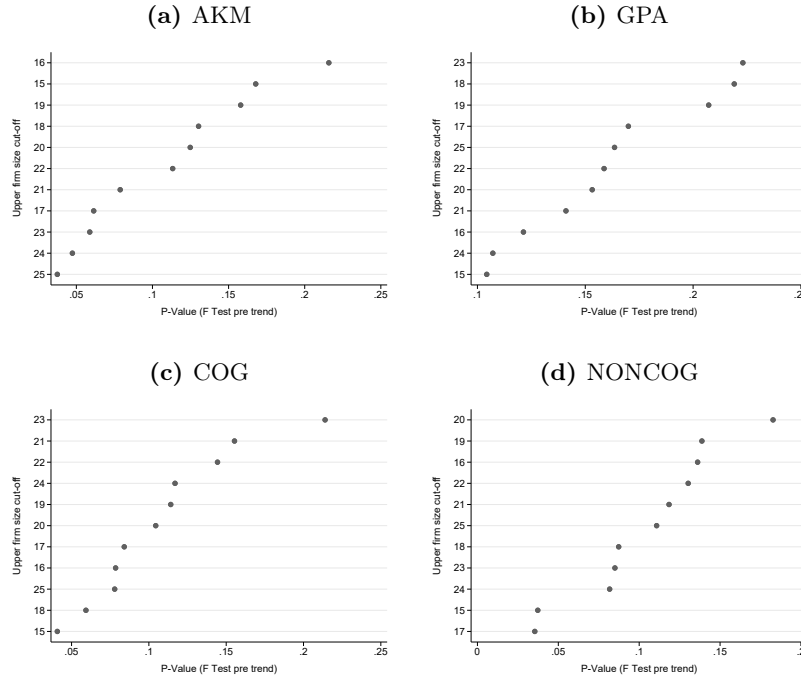 (a) AKM
Upper firm size cut-off
16
15
19
18
20
22
21
17
23
24
25
.05 .1 .15 .2 .25
P-Value (F Test pre trend)
(b) GPA
Upper firm size cut-off
23
18
19
17
25
22
20
21
16
24
15
.1 .15 .2
P-Value (F Test pre trend)
(c) COG
Upper firm size cut-off
23
21
22
24
19
20
17
16
25
18
15
.05 .1 .15 .2 .25
P-Value (F Test pre trend)
(d) NONCOG
Upper firm size cut-off
20
19
16
22
21
25
18
23
24
15
17
0 .05 .1 .15
P-Value (F Test pre trend)